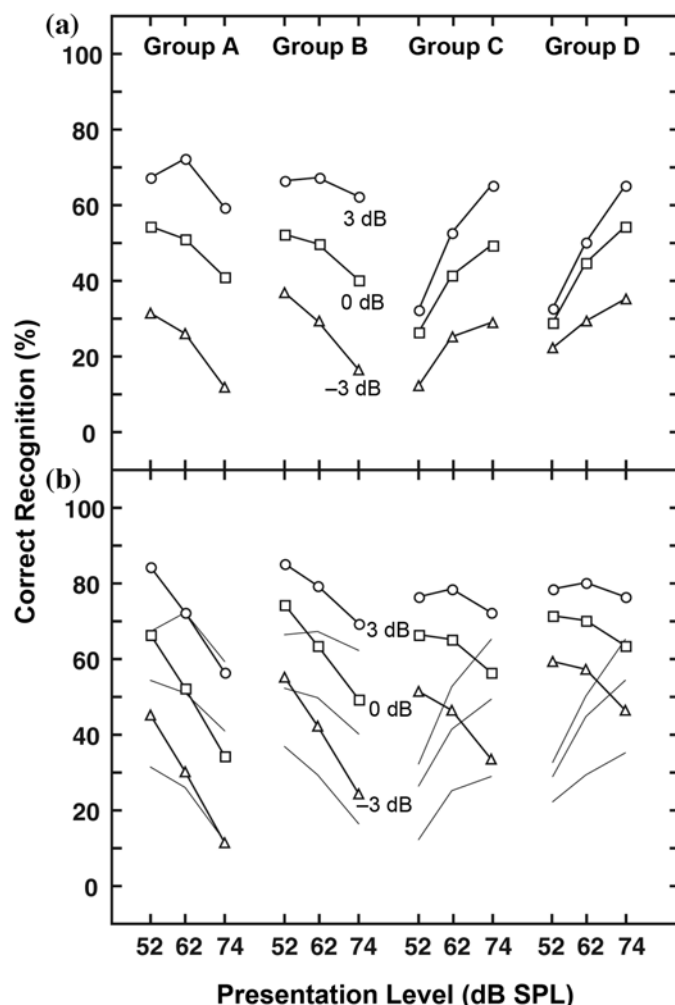 (a)
Group A Group B Group C Group D
100
80
60
40
20
0
3 dB
0 dB
–3 dB
(b)
100
80
60
40
20
0
3 dB
0 dB
–3 dB
Correct Recognition (%)
52 62 74 52 62 74 52 62 74 52 62 74
Presentation Level (dB SPL)